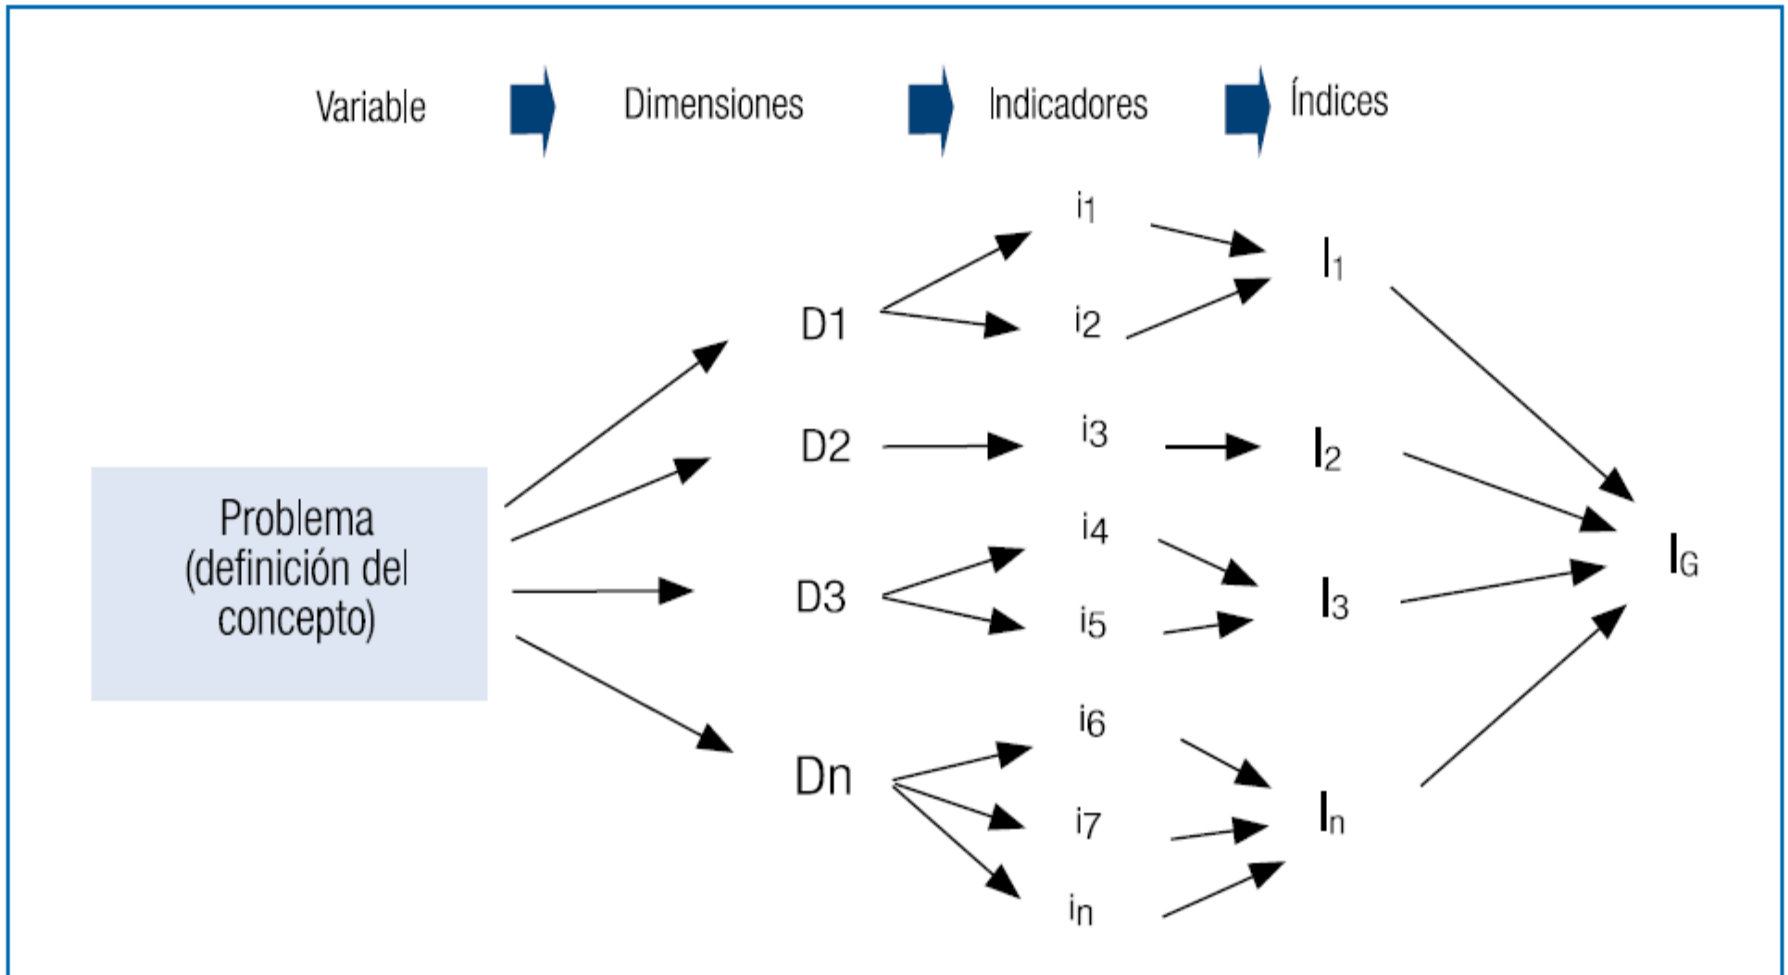 Variable Dimensiones Indicadores Índices
i1
I1
D1 i2
D2 i3 I2
Problema
(definición del
concepto)
i4
IG
D3 i5 I3
i6
Dn
i7 In
in